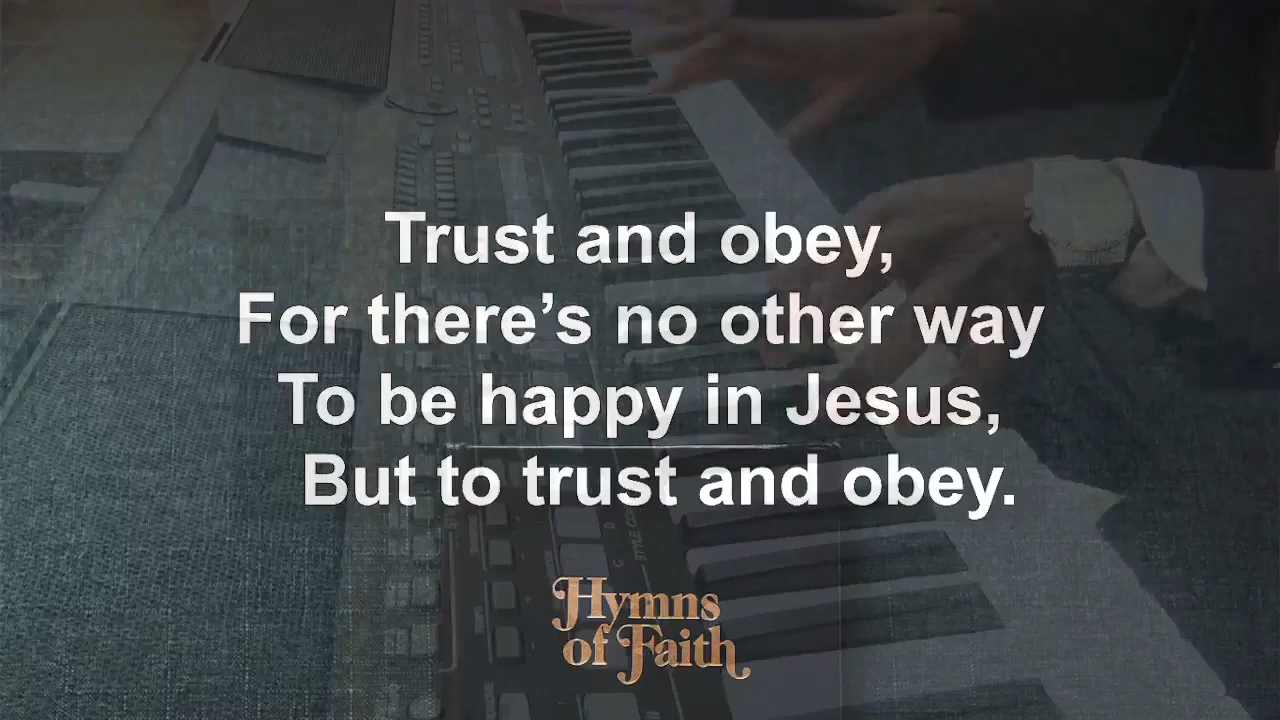 Trust and obey,
For there’s no other way
To be happy in Jesus,
But to trust and obey.
Hymns
of Faith